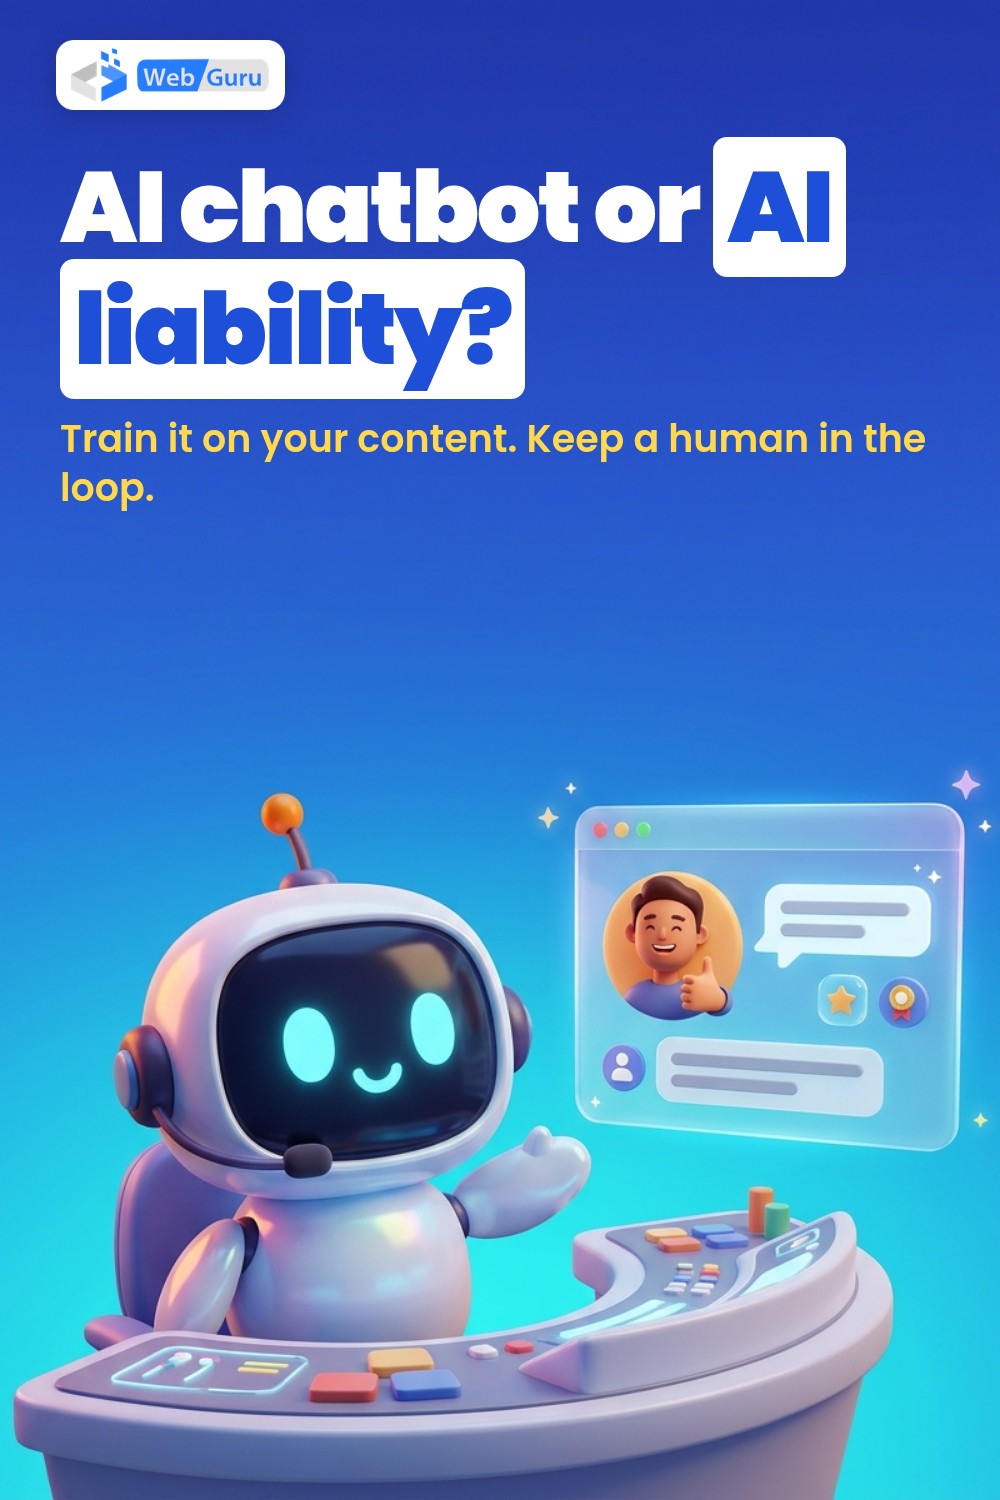 Web Guru
AI chatbot or AI
liability?
Train it on your content. Keep a human in the
loop.